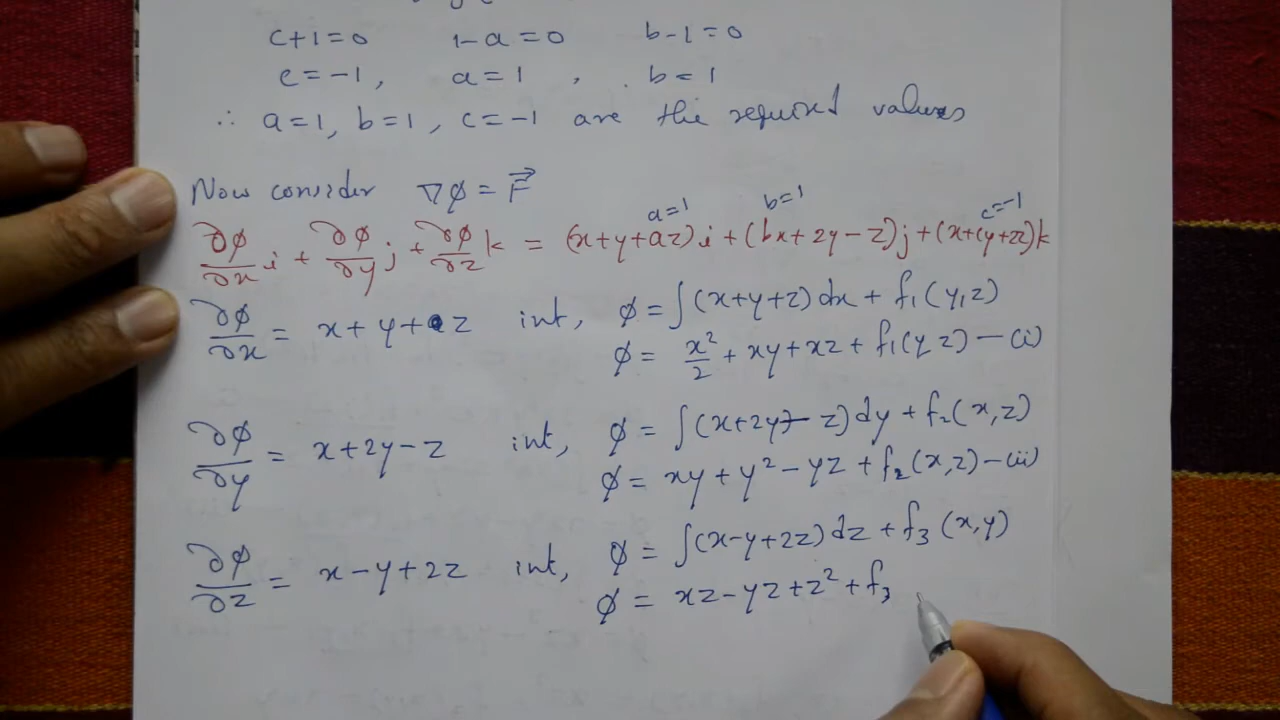 c+1=0 1-a=0 b-1=0
c=-1, a=1, b=1
∴ a=1, b=1, c=-1 are the required values
Now consider ∇φ = F⃗
a=1 b=1 c=-1
∂φ/∂x i + ∂φ/∂y j + ∂φ/∂z k = (x+y+az)i + (bx+2y-z)j + (x+cy+2z)k
∂φ/∂x = x+y+z int, φ = ∫(x+y+z)dx + f₁(y,z)
φ = x²/2 + xy+xz + f₁(y z) - (i)
∂φ/∂y = x+2y-z int, φ = ∫(x+2y-z)dy + f₂(x,z)
φ = xy+y²-yz+f₂(x,z) - (ii)
∂φ/∂z = x-y+2z int, φ = ∫(x-y+2z)dz + f₃(x,y)
φ = xz-yz+z²+f₃